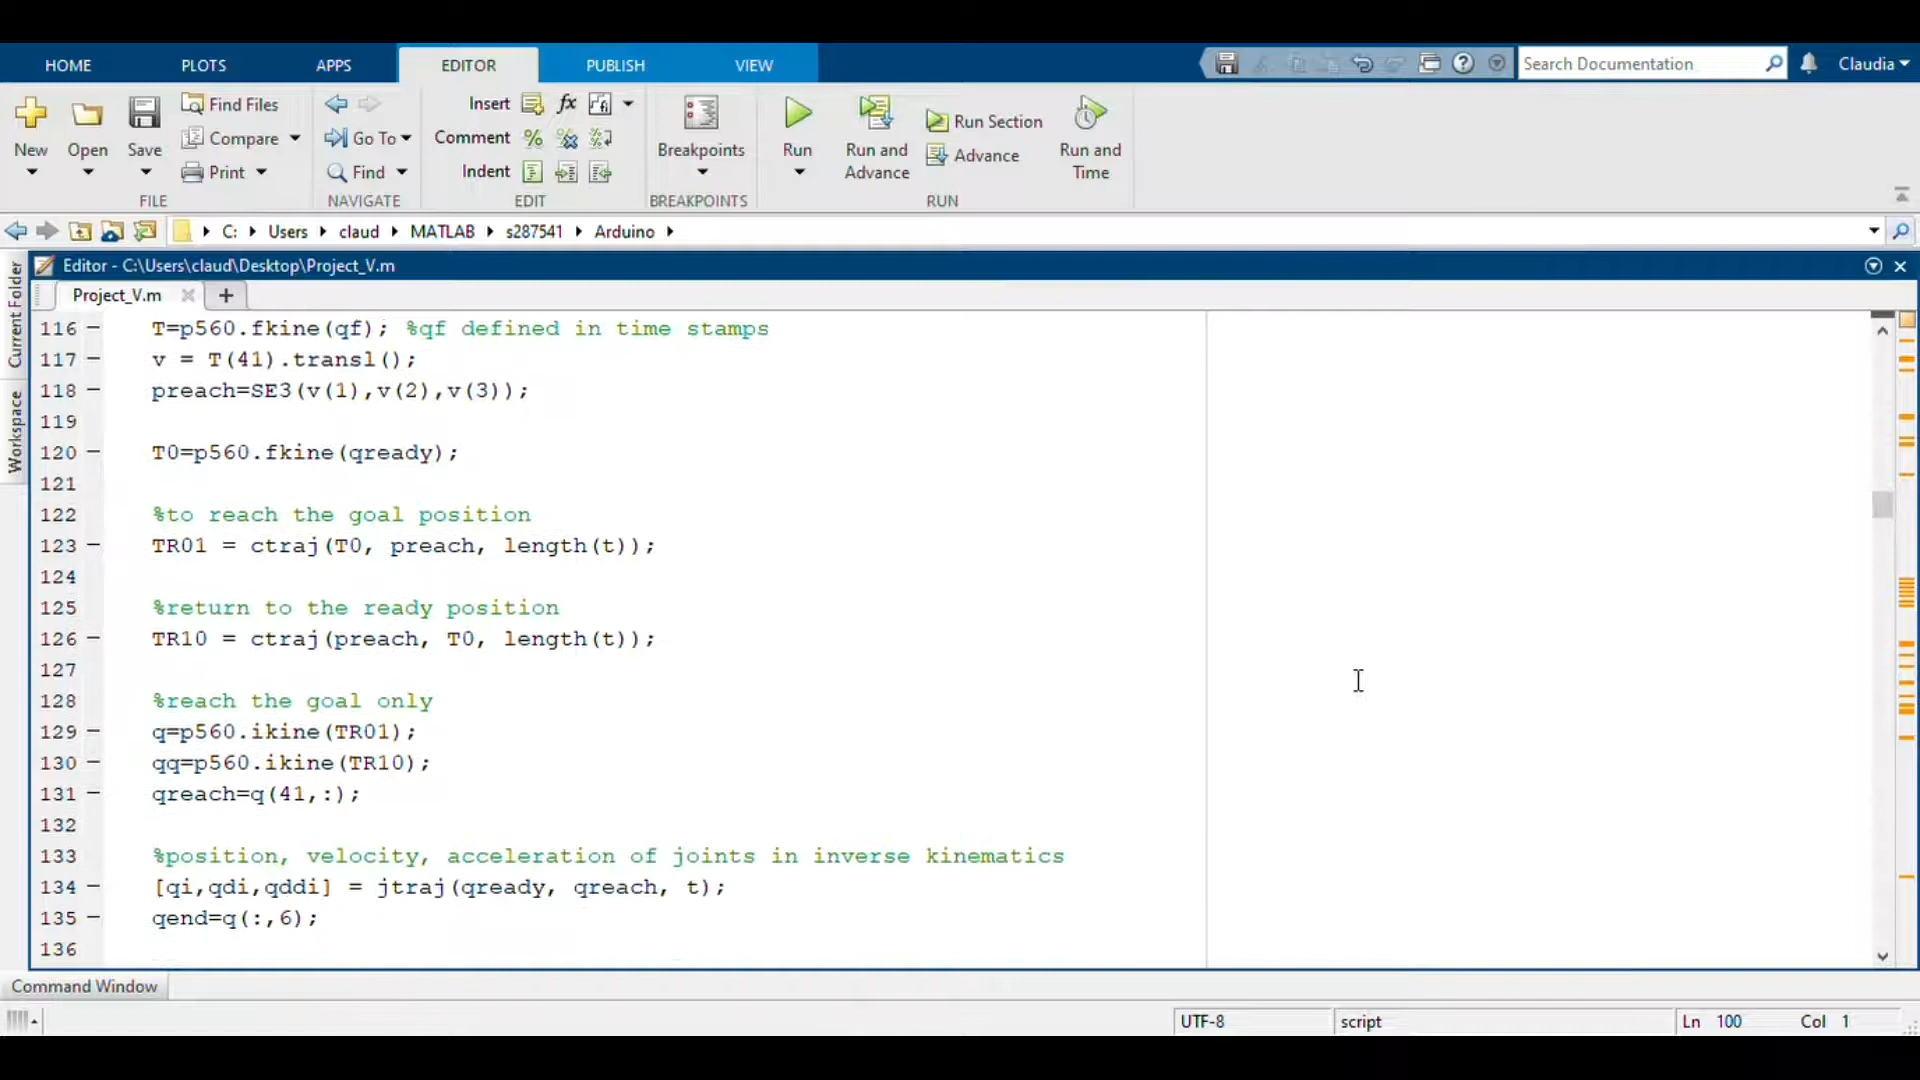 HOME PLOTS APPS EDITOR PUBLISH VIEW Search Documentation Claudia
New Open Save Find Files Compare Print
Go To Find
Insert fx
Comment %
Indent
Breakpoints
Run Run and Advance Run Section Advance Run and Time
FILE NAVIGATE EDIT BREAKPOINTS RUN
C: Users claud MATLAB s287541 Arduino
Current Folder
Workspace
Editor - C:\Users\claud\Desktop\Project_V.m
Project_V.m +
116 — T=p560.fkine(qf); %qf defined in time stamps
117 — v = T(41).transl();
118 — preach=SE3(v(1),v(2),v(3));
119
120 — T0=p560.fkine(qready);
121
122 %to reach the goal position
123 — TR01 = ctraj(T0, preach, length(t));
124
125 %return to the ready position
126 — TR10 = ctraj(preach, T0, length(t));
127
128 %reach the goal only
129 — q=p560.ikine(TR01);
130 — qq=p560.ikine(TR10);
131 — qreach=q(41,:);
132
133 %position, velocity, acceleration of joints in inverse kinematics
134 — [qi,qdi,qddi] = jtraj(qready, qreach, t);
135 — qend=q(:,6);
136
Command Window
UTF-8 script Ln 100 Col 1